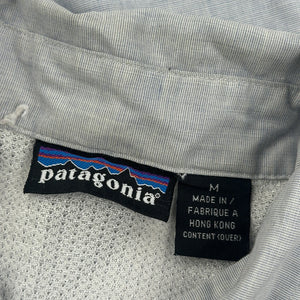 patagonia®
M
MADE IN /
FABRIQUE A
HONG KONG
CONTENT (OVER)